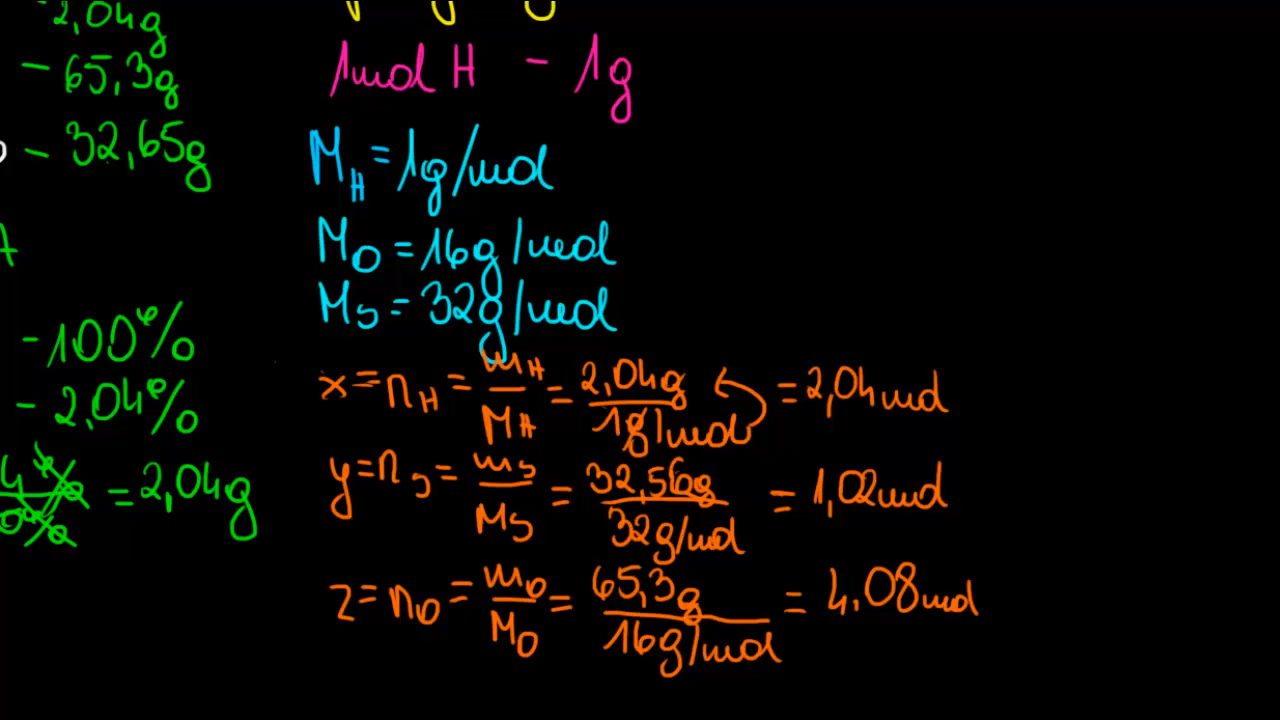 - 2,04g
- 65,3g
- 32,65g
- 100%
- 2,04%
= 2,04g
1mol H - 1g
M_H = 1g/mol
M_O = 16g/mol
M_S = 32g/mol
x = n_H = m_H/M_H = 2,04g/1g/mol = 2,04mol
y = n_S = m_S/M_S = 32,56g/32g/mol = 1,02mol
z = n_O = m_O/M_O = 65,3g/16g/mol = 4,08mol